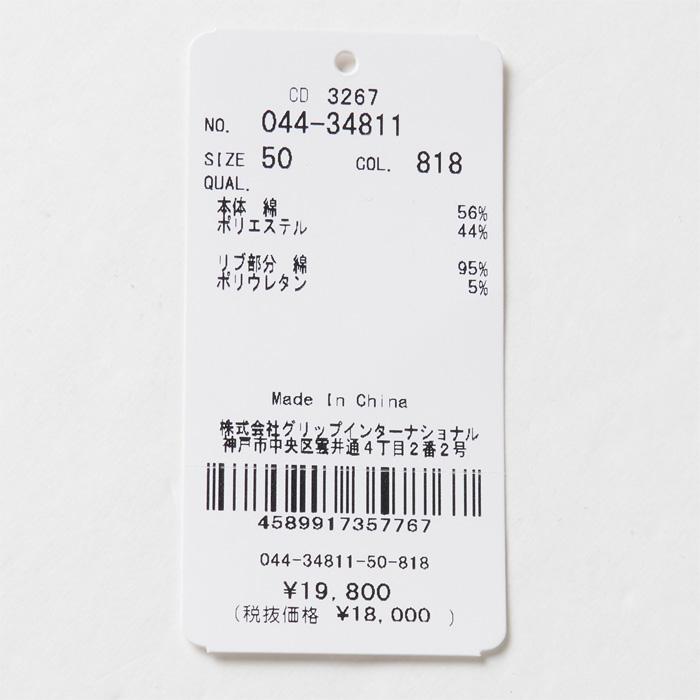 CD 3267
NO. 044-34811
SIZE 50 COL. 818
QUAL.
本体 綿 56%
ポリエステル 44%
リブ部分 綿 95%
ポリウレタン 5%
Made In China
株式会社グリップインターナショナル
神戸市中央区雲井通4丁目2番2号
4589917357767
044-34811-50-818
¥19,800
(税抜価格 ¥18,000 )